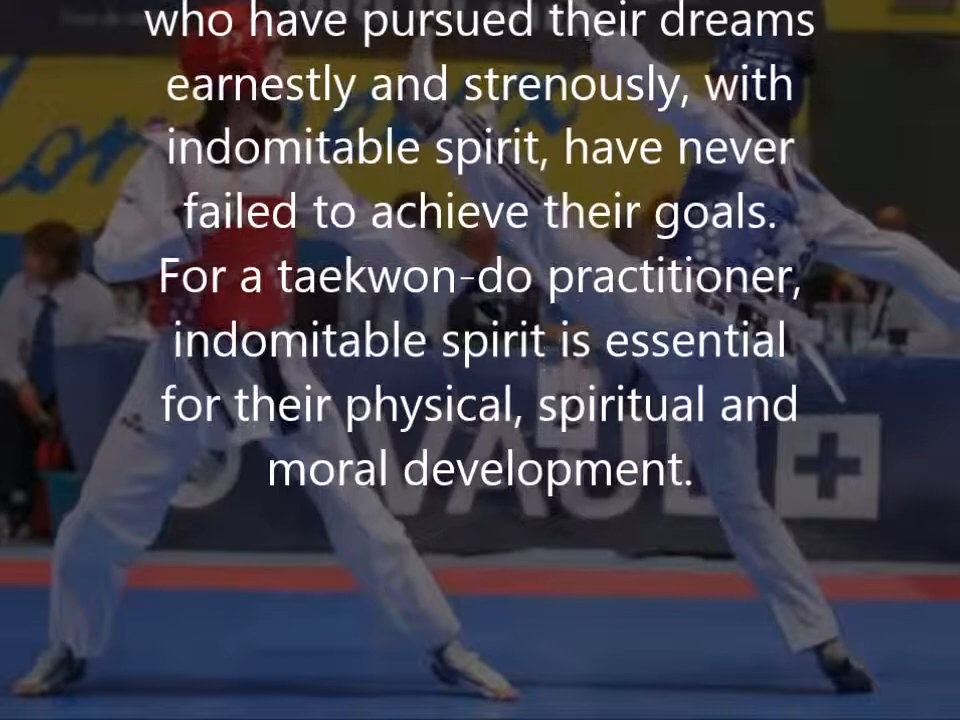 who have pursued their dreams
earnestly and strenously, with
indomitable spirit, have never
failed to achieve their goals.
For a taekwon-do practitioner,
indomitable spirit is essential
for their physical, spiritual and
moral development.